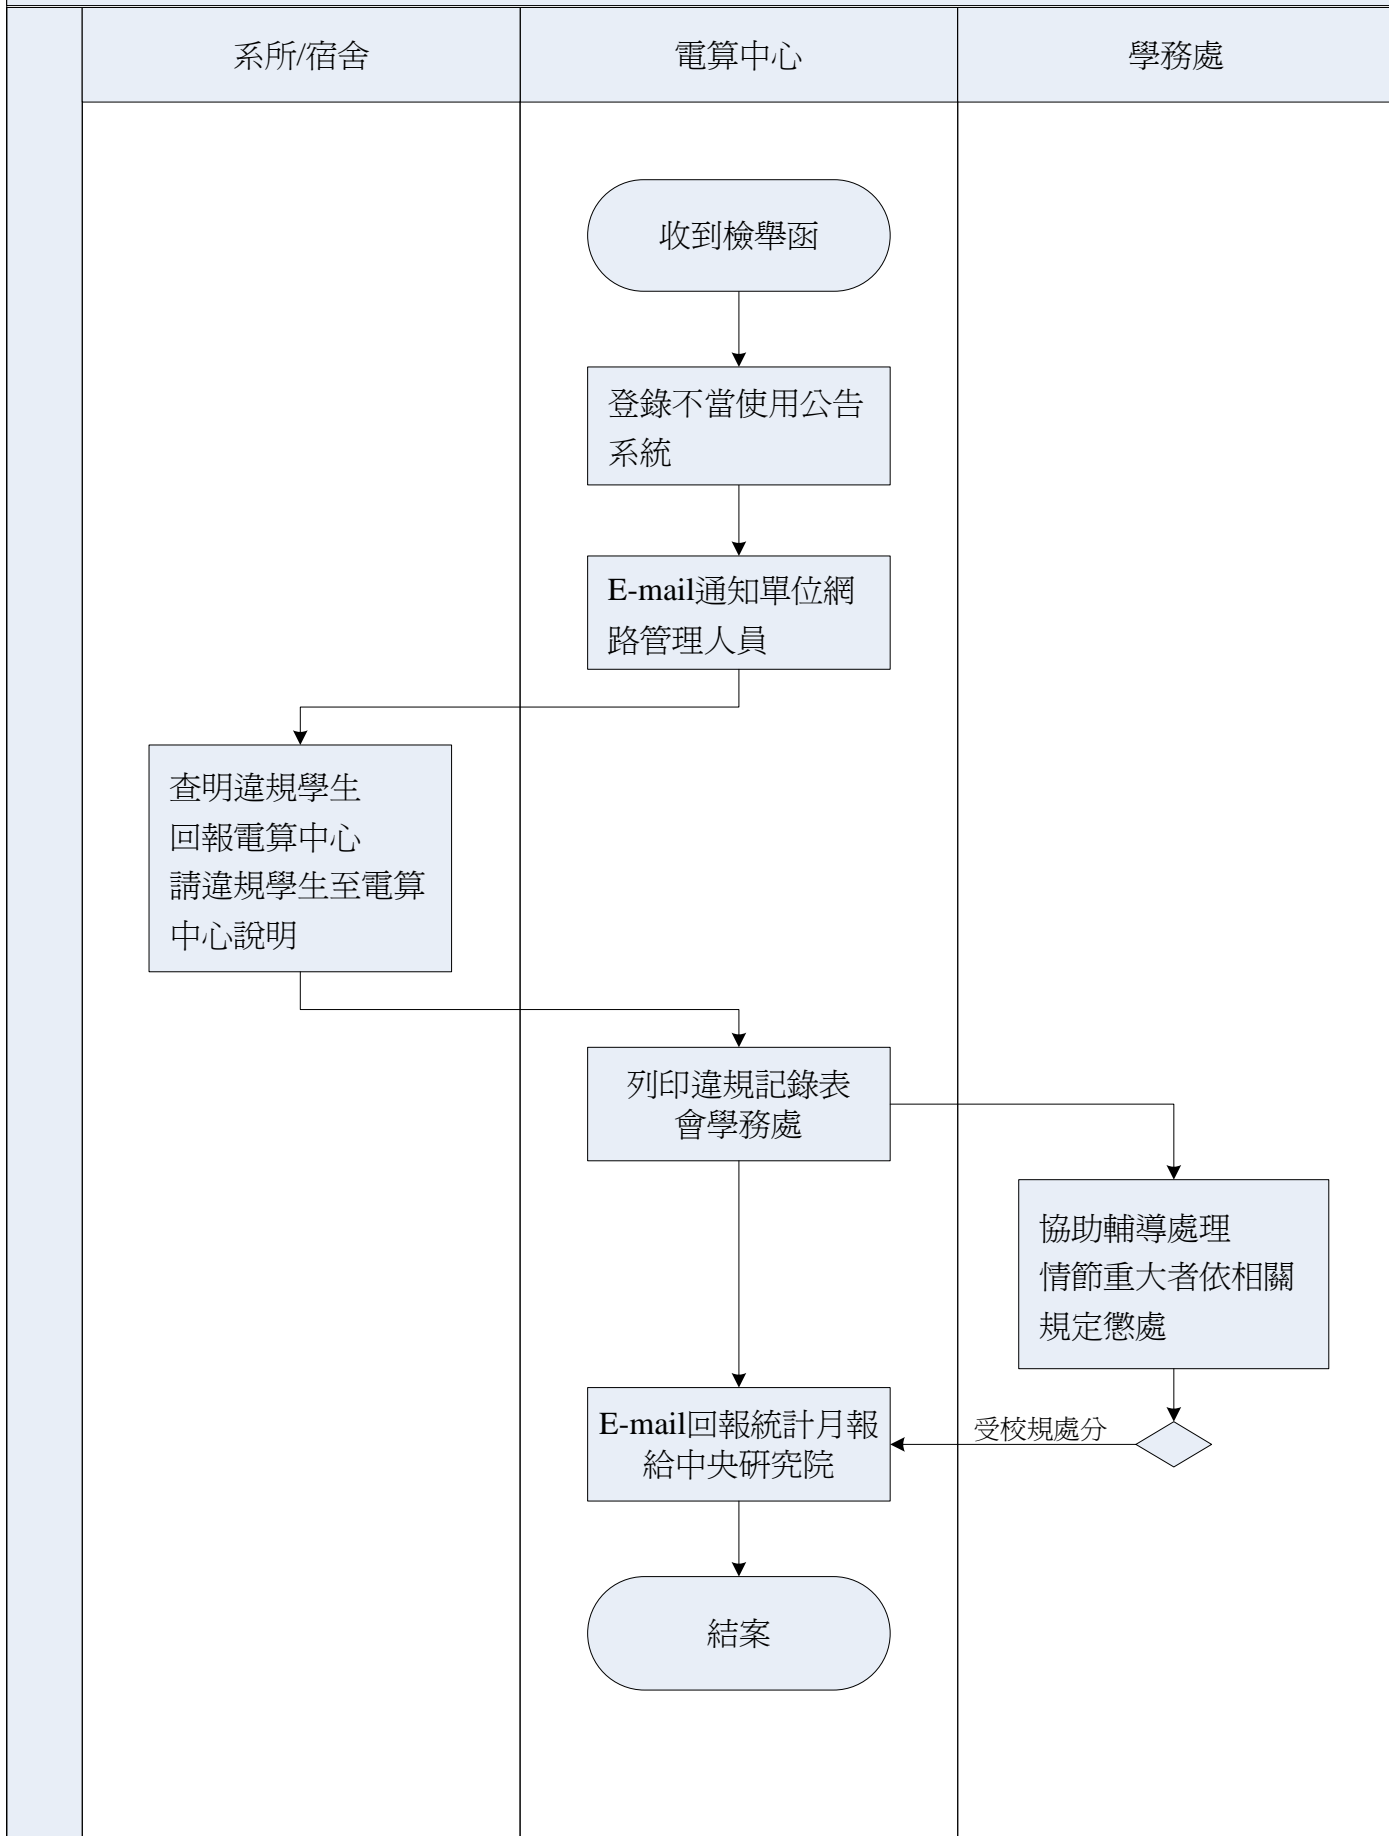 系所/宿舍
電算中心
學務處
收到檢舉函
登錄不當使用公告
系統
E-mail通知單位網
路管理人員
查明違規學生
回報電算中心
請違規學生至電算
中心說明
列印違規記錄表
會學務處
協助輔導處理
情節重大者依相關
規定懲處
受校規處分
E-mail回報統計月報
給中央研究院
結案